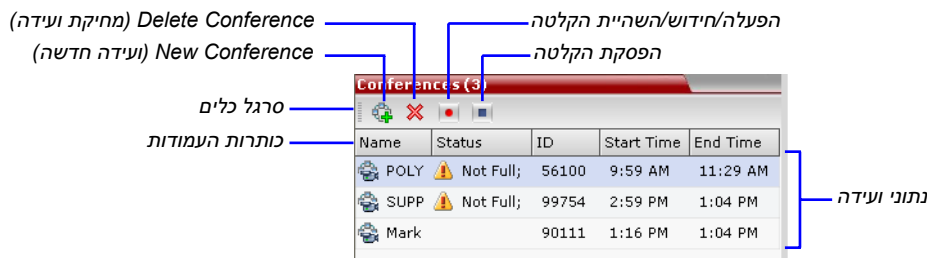 Delete Conference (מחיקת ועידה)
הפעלה/חידוש/השהיית הקלטה
New Conference (ועידה חדשה)
הפסקת הקלטה
Conferences (3)
סרגל כלים
כותרות העמודות
Name Status ID Start Time End Time
POLY Not Full; 56100 9:59 AM 11:29 AM
נתוני ועידה
SUPP Not Full; 99754 2:59 PM 1:04 PM
Mark 90111 1:16 PM 1:04 PM